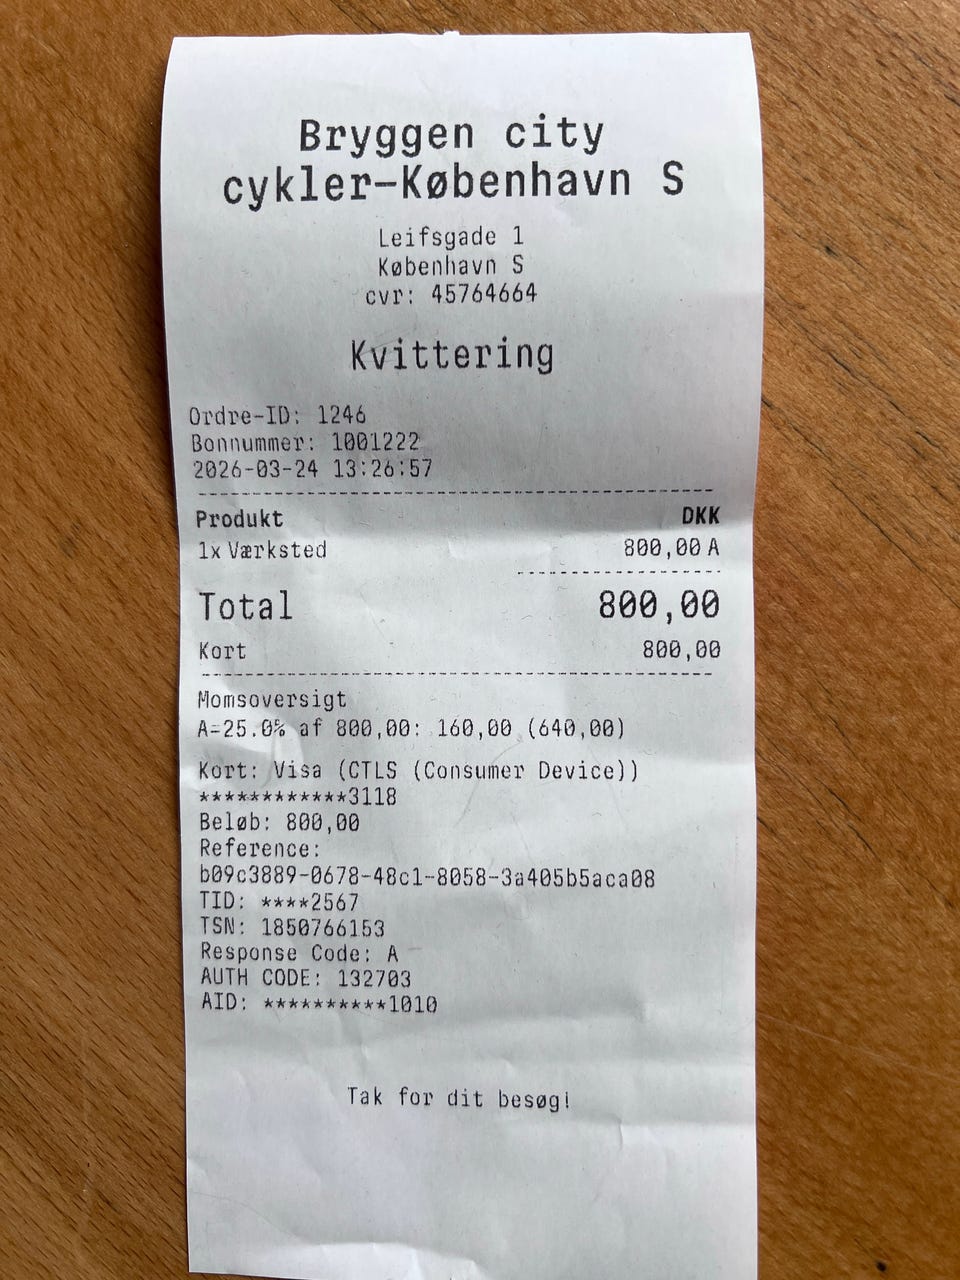 Bryggen city
cykler-København S
Leifsgade 1
København S
cvr: 45764664
Kvittering
Ordre-ID: 1246
Bonnummer: 1001222
2026-03-24 13:26:57
Produkt DKK
1x Værksted 800,00 A
Total 800,00
Kort 800,00
Momsoversigt
A=25.0% af 800,00: 160,00 (640,00)
Kort: Visa (CTLS (Consumer Device))
************3118
Beløb: 800,00
Reference:
b09c3889-0678-48c1-8058-3a405b5aca08
TID: ****2567
TSN: 1850766153
Response Code: A
AUTH CODE: 132703
AID: **********1010
Tak for dit besøg!